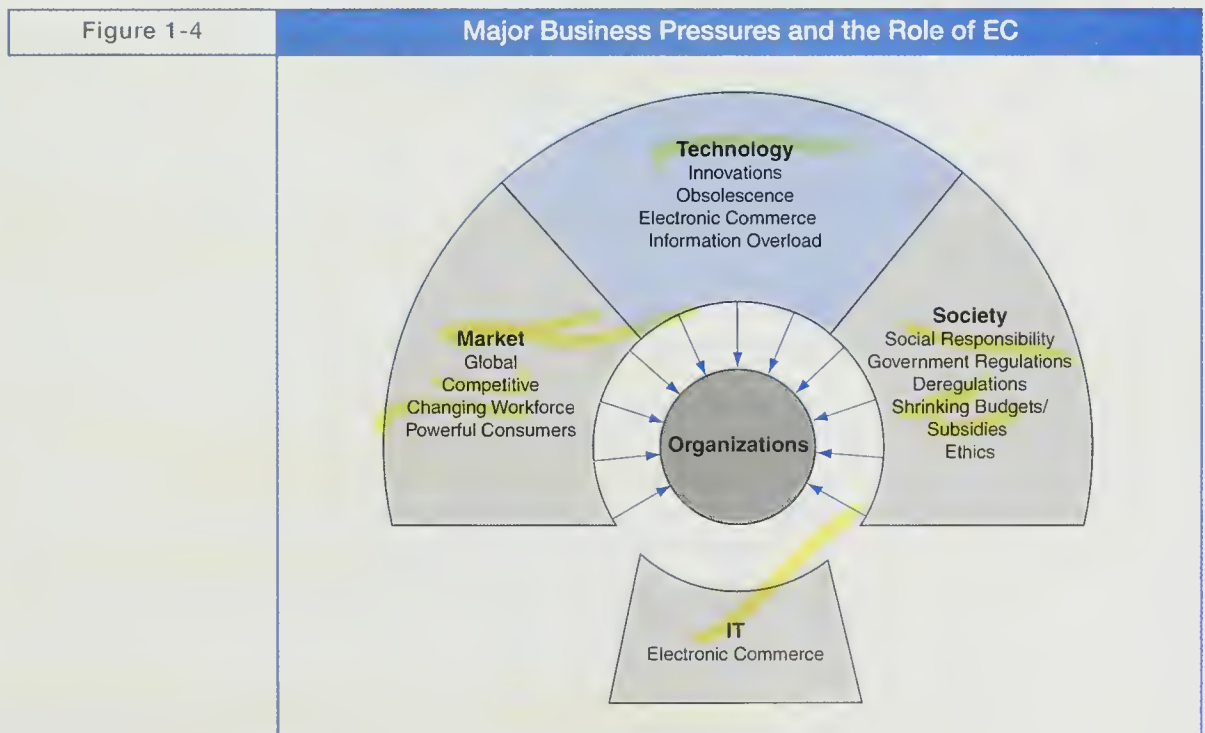 Figure 1-4
Major Business Pressures and the Role of EC
Technology
Innovations
Obsolescence
Electronic Commerce
Information Overload
Market
Global
Competitive
Changing Workforce
Powerful Consumers
Society
Social Responsibility
Government Regulations
Deregulations
Shrinking Budgets/
Subsidies
Ethics
Organizations
IT
Electronic Commerce